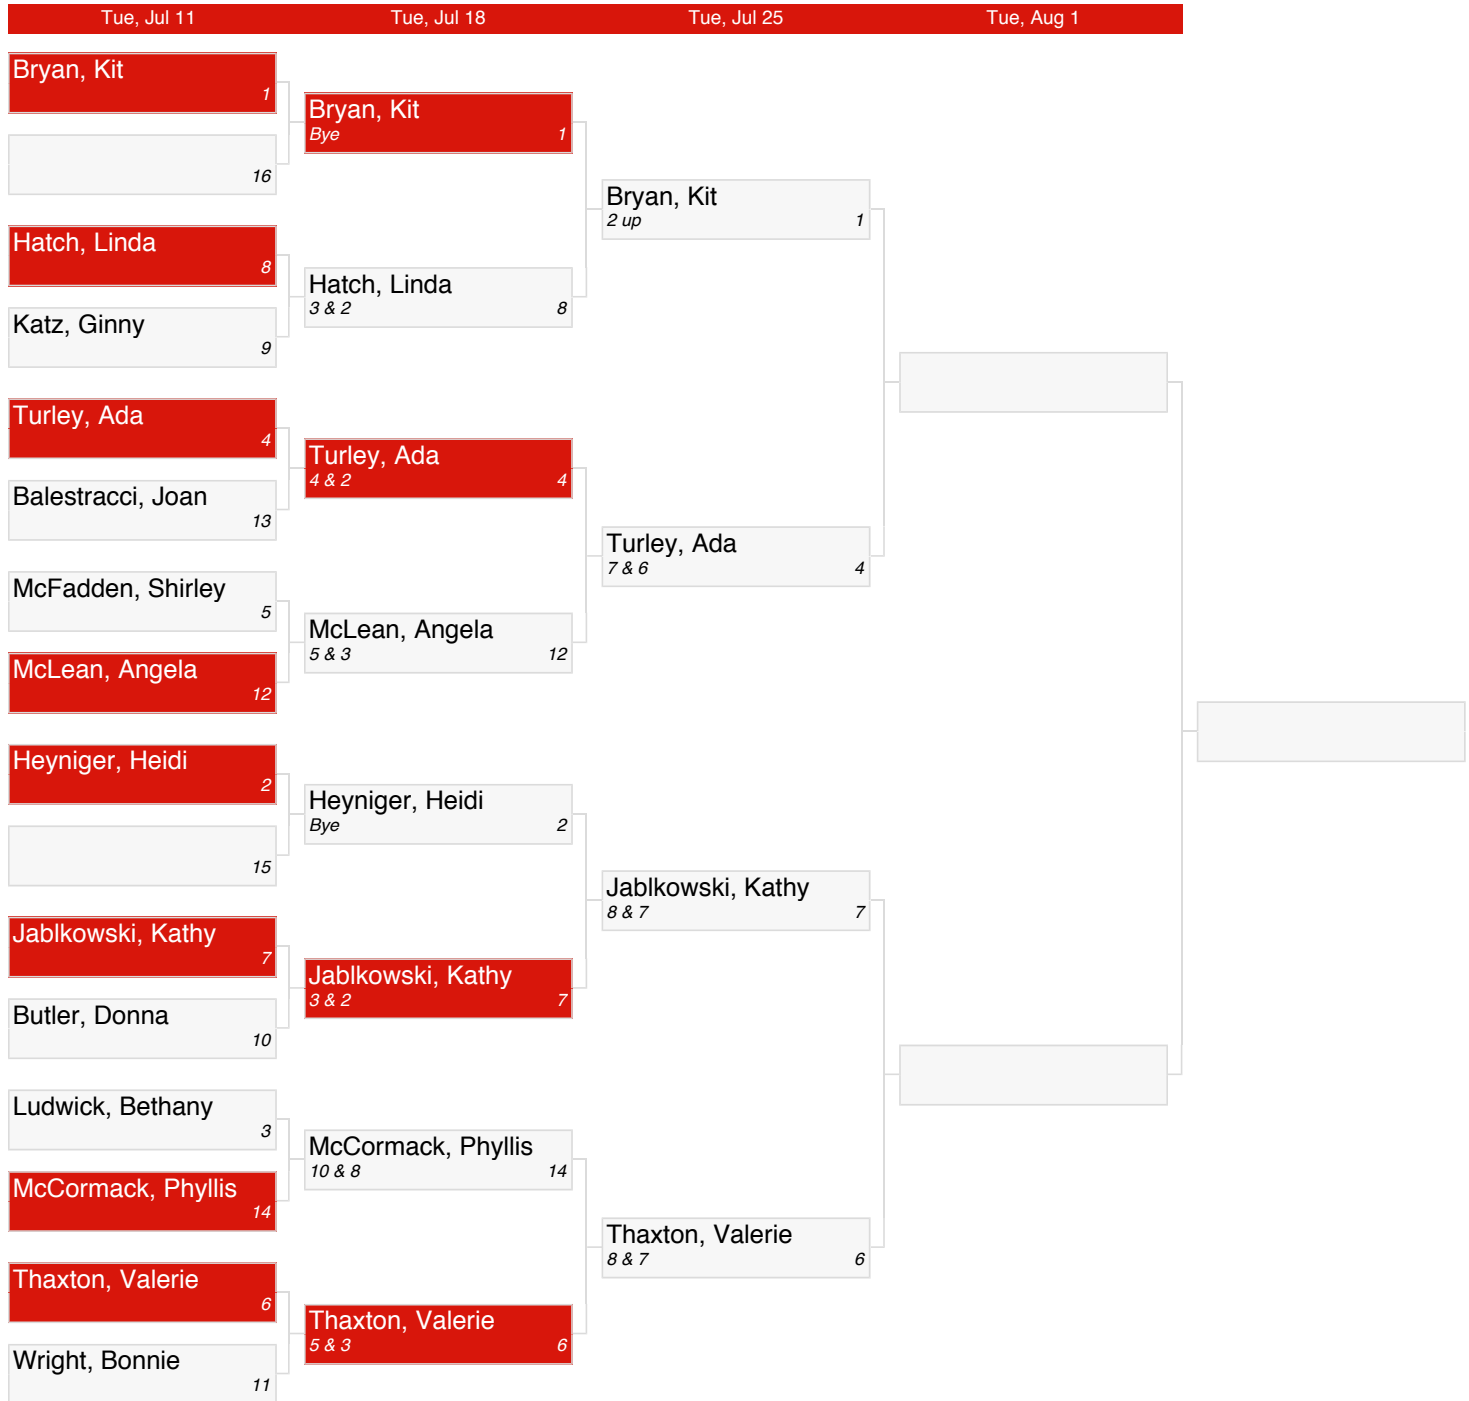 Tue, Jul 11
Tue, Jul 18
Tue, Jul 25
Tue, Aug 1
Bryan, Kit
1
16
Hatch, Linda
8
Katz, Ginny
9
Turley, Ada
4
Balestracci, Joan
13
McFadden, Shirley
5
McLean, Angela
12
Heyniger, Heidi
2
15
Jablkowski, Kathy
7
Butler, Donna
10
Ludwick, Bethany
3
McCormack, Phyllis
14
Thaxton, Valerie
6
Wright, Bonnie
11
Bryan, Kit
Bye 1
Hatch, Linda
3 & 2 8
Turley, Ada
4 & 2 4
McLean, Angela
5 & 3 12
Heyniger, Heidi
Bye 2
Jablkowski, Kathy
3 & 2 7
McCormack, Phyllis
10 & 8 14
Thaxton, Valerie
5 & 3 6
Bryan, Kit
2 up 1
Turley, Ada
7 & 6 4
Jablkowski, Kathy
8 & 7 7
Thaxton, Valerie
8 & 7 6